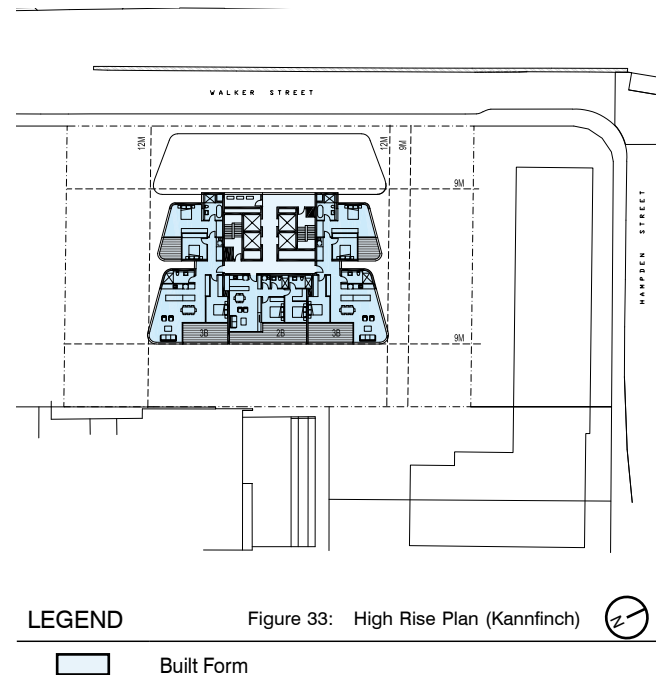 WALKER STREET
12M
12M
9M
9M
HAMPDEN STREET
3B
2B
3B
9M
LEGEND
Figure 33: High Rise Plan (Kannfinch)
N
Built Form